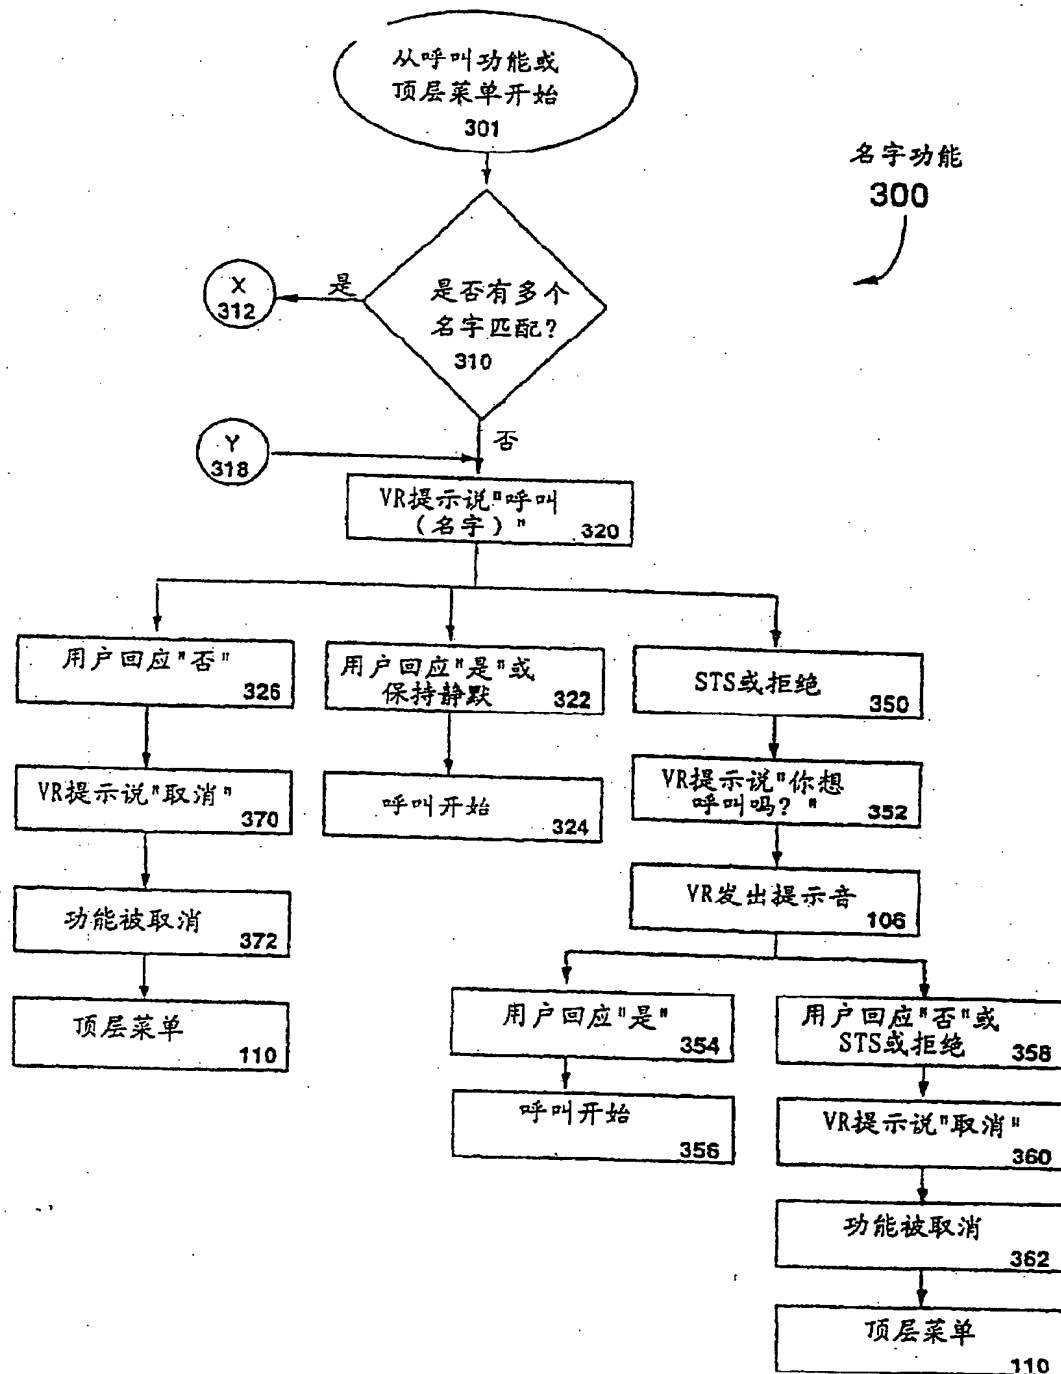 从呼叫功能或
顶层菜单开始
301
名字功能
300
是否有多个
名字匹配?
310
是
X
312
否
Y
318
VR提示说"呼叫
(名字)"
320
用户回应"否"
326
用户回应"是"或
保持静默
322
STS或拒绝
350
VR提示说"取消"
370
呼叫开始
324
VR提示说"你想
呼叫吗?"
352
功能被取消
372
VR发出提示音
106
顶层菜单
110
用户回应"是"
354
用户回应"否"或
STS或拒绝
358
呼叫开始
356
VR提示说"取消"
360
功能被取消
362
顶层菜单
110